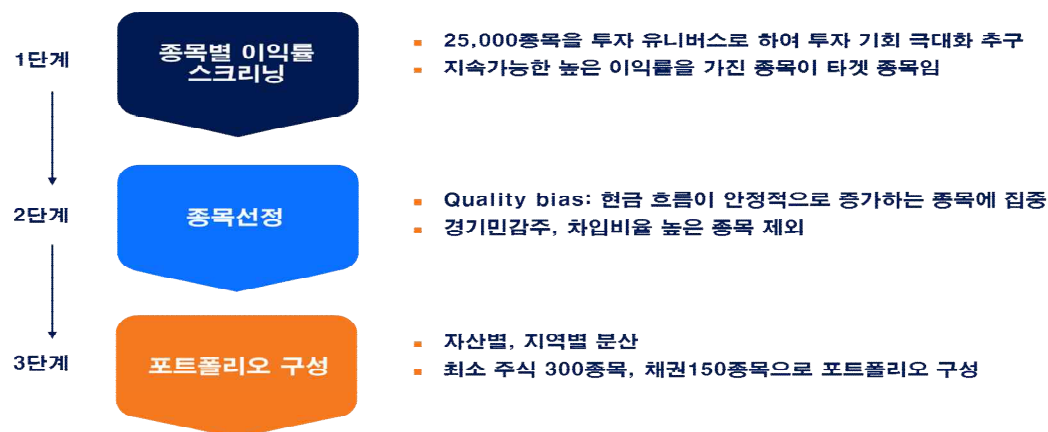 1단계
종목별 이익률
스크리닝
▪ 25,000종목을 투자 유니버스로 하여 투자 기회 극대화 추구
▪ 지속가능한 높은 이익률을 가진 종목이 타겟 종목임
2단계
종목선정
▪ Quality bias: 현금 흐름이 안정적으로 증가하는 종목에 집중
▪ 경기민감주, 차입비율 높은 종목 제외
3단계
포트폴리오 구성
▪ 자산별, 지역별 분산
▪ 최소 주식 300종목, 채권150종목으로 포트폴리오 구성